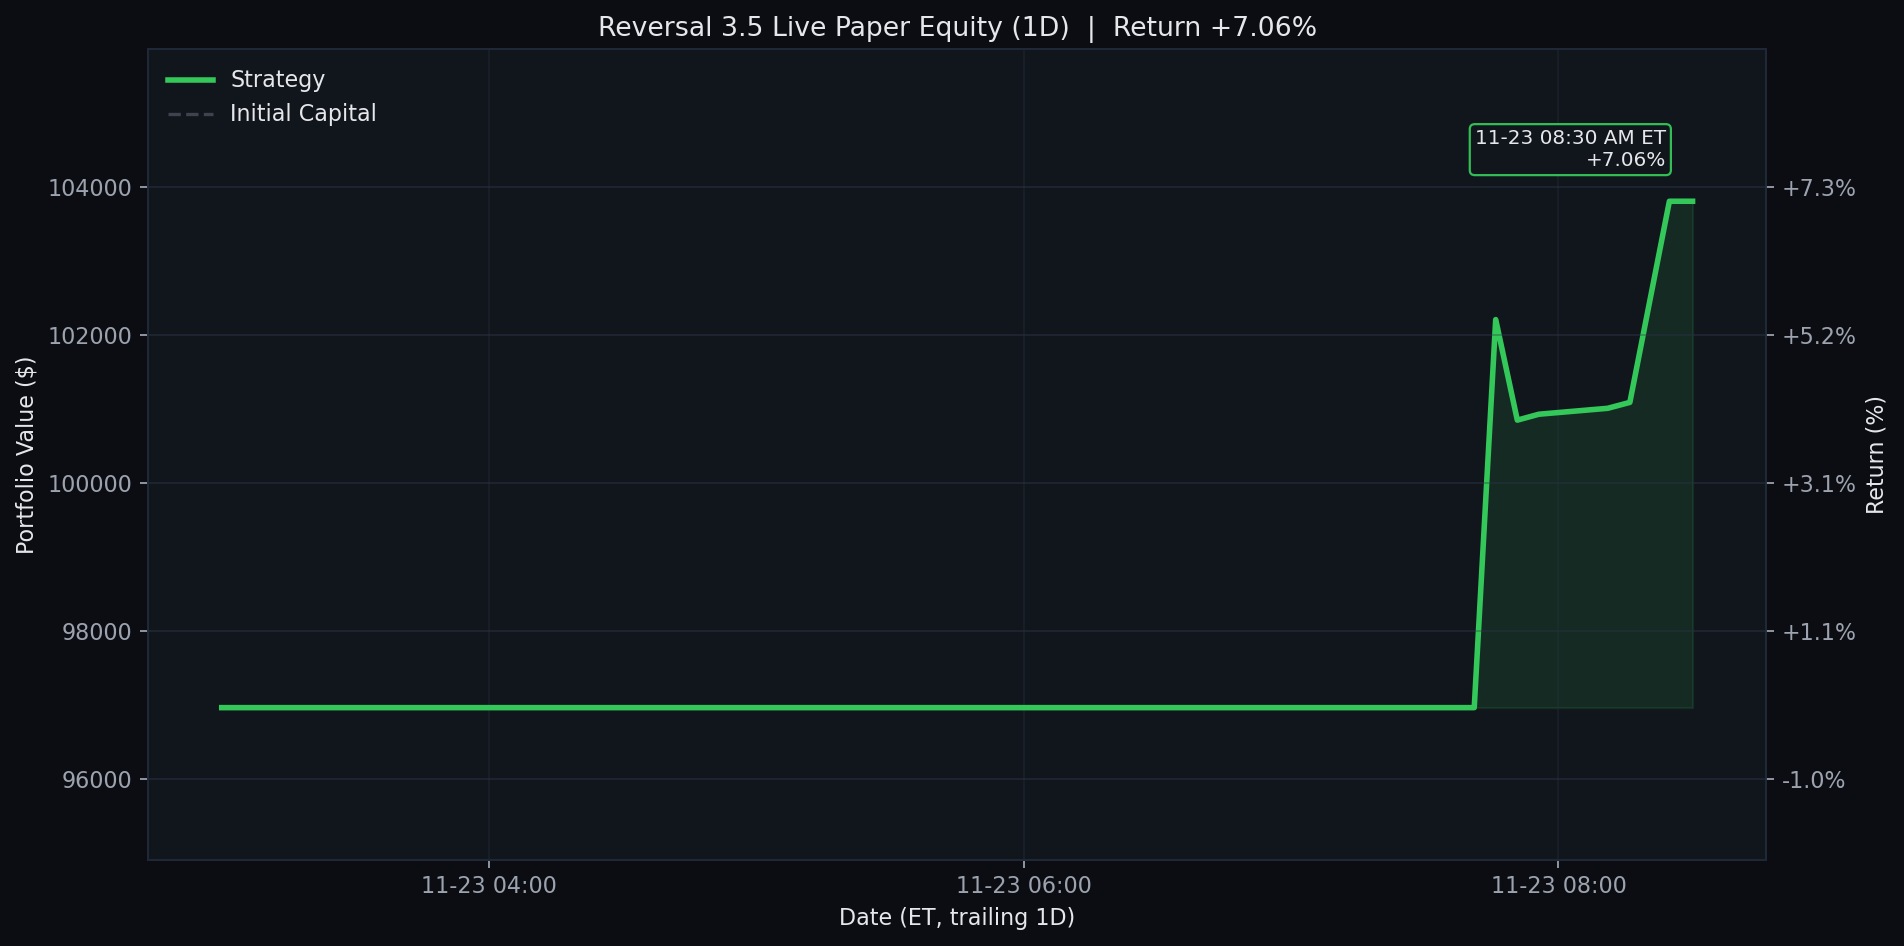 Reversal 3.5 Live Paper Equity (1D) | Return +7.06%
Strategy
Initial Capital
11-23 08:30 AM ET
+7.06%
Portfolio Value ($)
104000
102000
100000
98000
96000
+7.3%
+5.2%
+3.1%
+1.1%
-1.0%
Return (%)
11-23 04:00
11-23 06:00
11-23 08:00
Date (ET, trailing 1D)